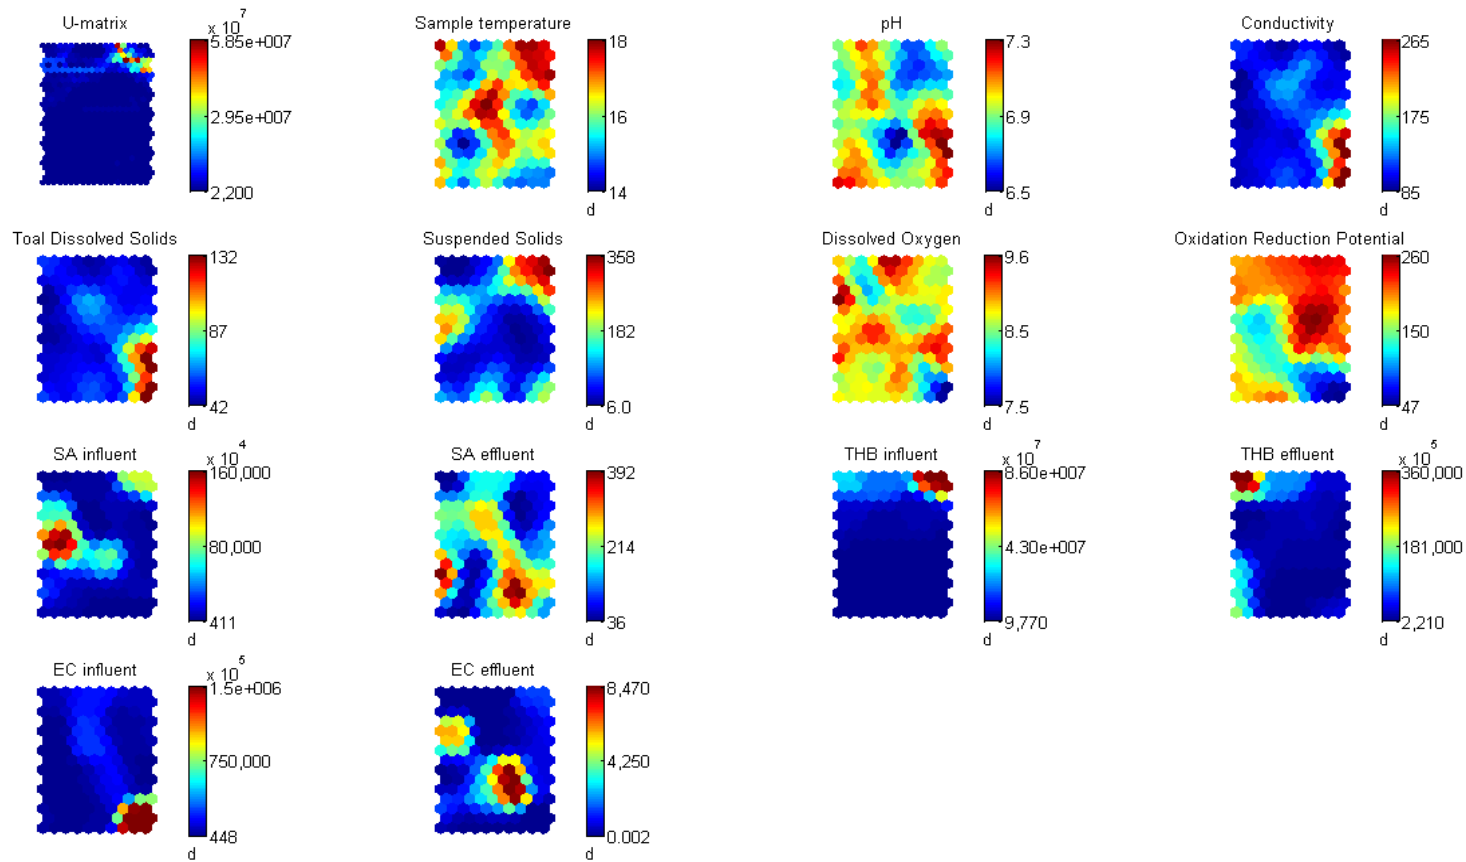 U-matrix
x 10
7
5.85e+007
2.95e+007
2,200
Sample temperature
18
16
14
d
pH
7.3
6.9
6.5
d
Conductivity
265
175
85
d
Toal Dissolved Solids
132
87
42
d
Suspended Solids
358
182
6.0
d
Dissolved Oxygen
9.6
8.5
7.5
d
Oxidation Reduction Potential
260
150
47
d
SA influent
x 10
4
160,000
80,000
411
d
SA effluent
392
214
36
d
THB influent
x 10
7
8.60e+007
4.30e+007
9,770
d
THB effluent
x 10
5
360,000
181,000
2,210
d
EC influent
x 10
5
1.5e+006
750,000
448
d
EC effluent
8,470
4,250
0.002
d